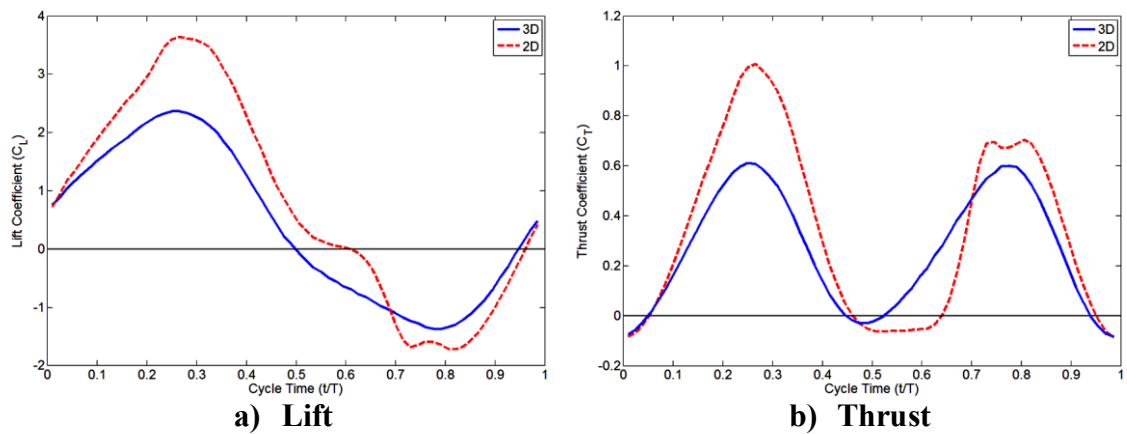 4
3
2
1
0
-1
-2
Lift Coefficient (C_L)
3D
2D
0 0.1 0.2 0.3 0.4 0.5 0.6 0.7 0.8 0.9 1
Cycle Time (t/T)
a) Lift
1.2
1
0.8
0.6
0.4
0.2
0
-0.2
Thrust Coefficient (C_T)
3D
2D
0 0.1 0.2 0.3 0.4 0.5 0.6 0.7 0.8 0.9 1
Cycle Time (t/T)
b) Thrust